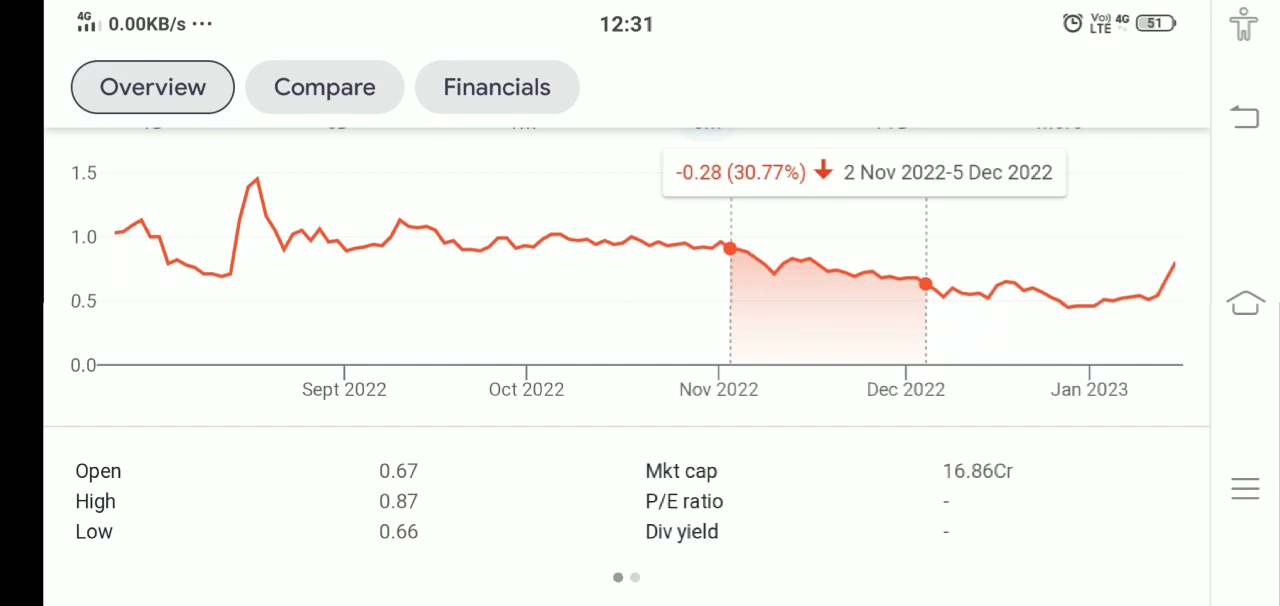 4G 0.00KB/s ... 12:31 Vo) LTE 4G 51
Overview Compare Financials
-0.28 (30.77%) 2 Nov 2022-5 Dec 2022
1.5
1.0
0.5
0.0
Sept 2022 Oct 2022 Nov 2022 Dec 2022 Jan 2023
Open 0.67 Mkt cap 16.86Cr
High 0.87 P/E ratio -
Low 0.66 Div yield -